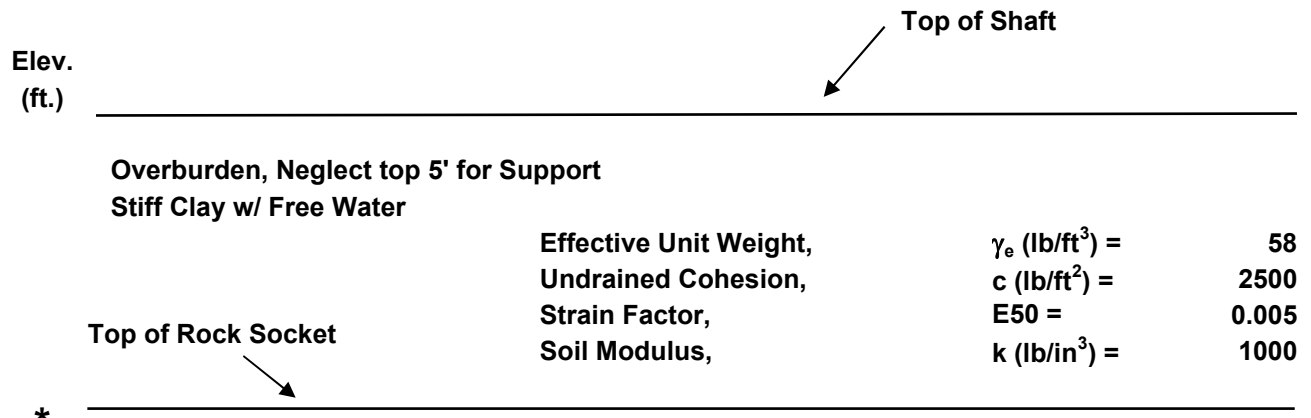 Top of Shaft
Elev.
(ft.)
Overburden, Neglect top 5' for Support
Stiff Clay w/ Free Water
Effective Unit Weight, γₑ (lb/ft³) = 58
Undrained Cohesion, c (lb/ft²) = 2500
Strain Factor, E50 = 0.005
Top of Rock Socket
Soil Modulus, k (lb/in³) = 1000
*